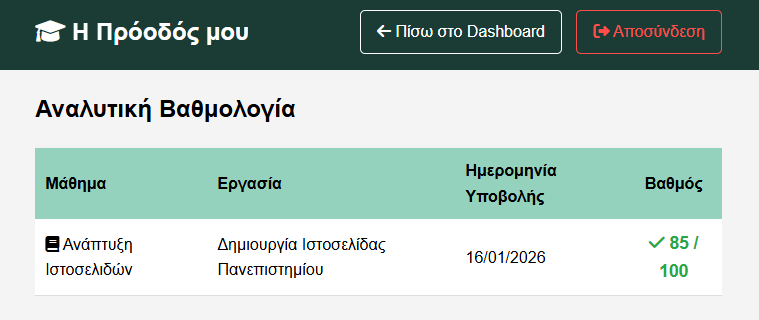 Η Πρόοδός μου
Πίσω στο Dashboard
Αποσύνδεση
Αναλυτική Βαθμολογία
Μάθημα
Εργασία
Ημερομηνία
Υποβολής
Βαθμός
Ανάπτυξη
Ιστοσελιδών
Δημιουργία Ιστοσελίδας
Πανεπιστημίου
16/01/2026
85 /
100